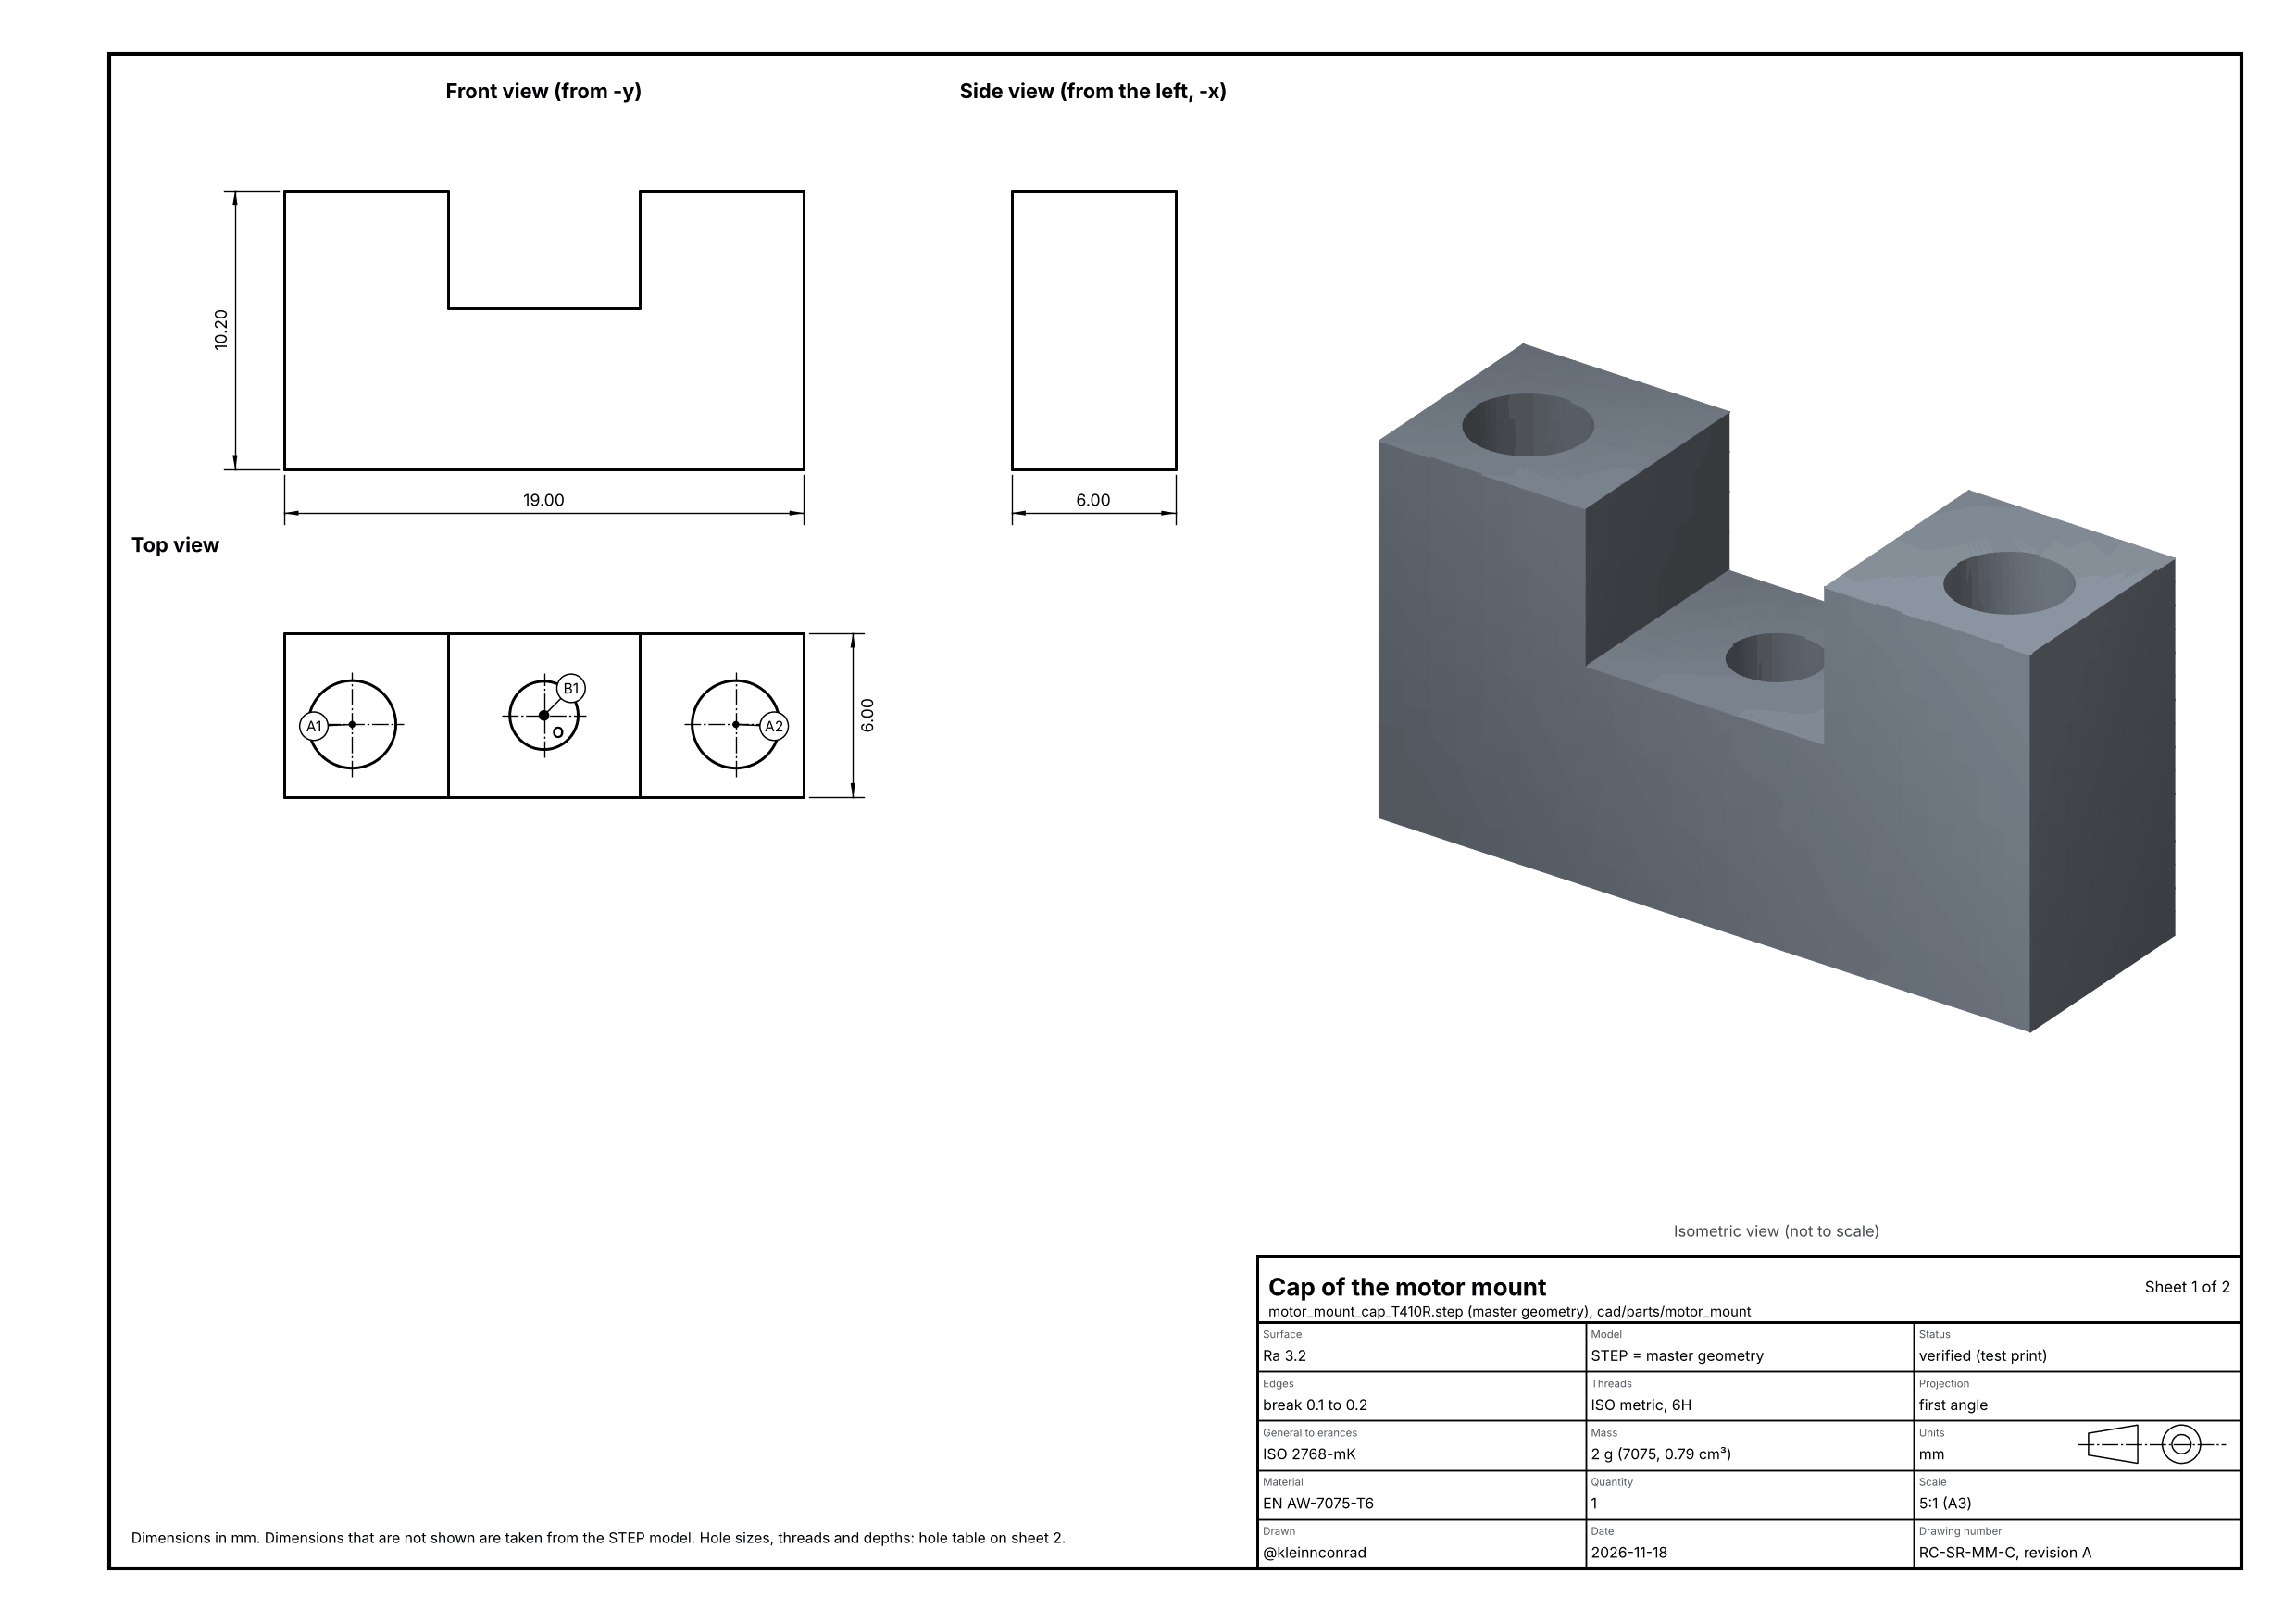 Front view (from -y)
Side view (from the left, -x)
10.20
19.00
6.00
Top view
A1
B1
O
A2
6.00
Isometric view (not to scale)
Cap of the motor mount
Sheet 1 of 2
motor_mount_cap_T410R.step (master geometry), cad/parts/motor_mount
Surface
Ra 3.2
Model
STEP = master geometry
Status
verified (test print)
Edges
break 0.1 to 0.2
Threads
ISO metric, 6H
Projection
first angle
General tolerances
ISO 2768-mK
Mass
2 g (7075, 0.79 cm³)
Units
mm
Material
EN AW-7075-T6
Quantity
1
Scale
5:1 (A3)
Drawn
@kleinnconrad
Date
2026-11-18
Drawing number
RC-SR-MM-C, revision A
Dimensions in mm. Dimensions that are not shown are taken from the STEP model. Hole sizes, threads and depths: hole table on sheet 2.